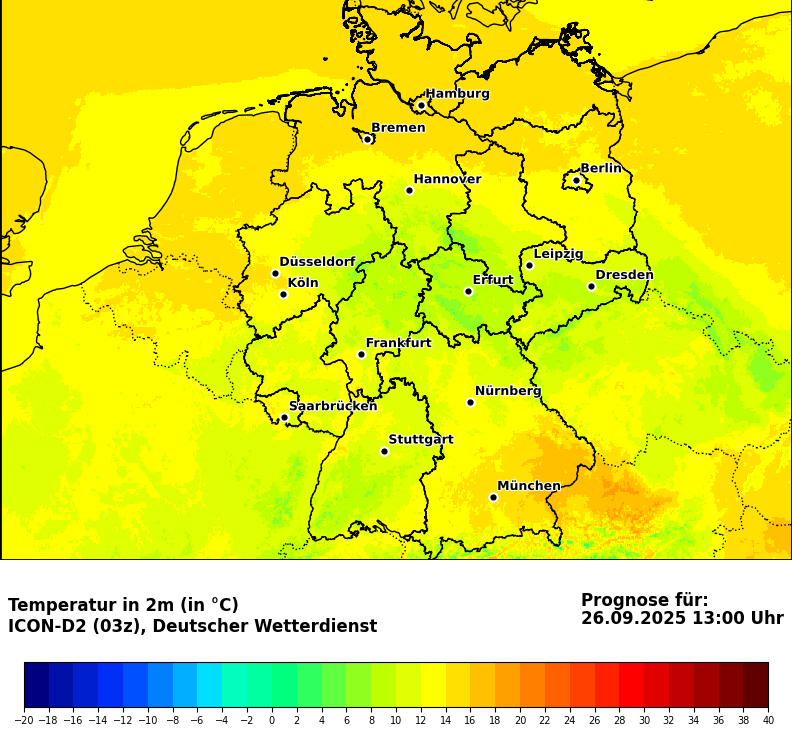 Hamburg
Bremen
Berlin
Hannover
Leipzig
Düsseldorf
Dresden
Köln
Erfurt
Frankfurt
Nürnberg
Saarbrücken
Stuttgart
München
Temperatur in 2m (in °C)
ICON-D2 (03z), Deutscher Wetterdienst
Prognose für:
26.09.2025 13:00 Uhr
−20 −18 −16 −14 −12 −10 −8 −6 −4 −2 0 2 4 6 8 10 12 14 16 18 20 22 24 26 28 30 32 34 36 38 40